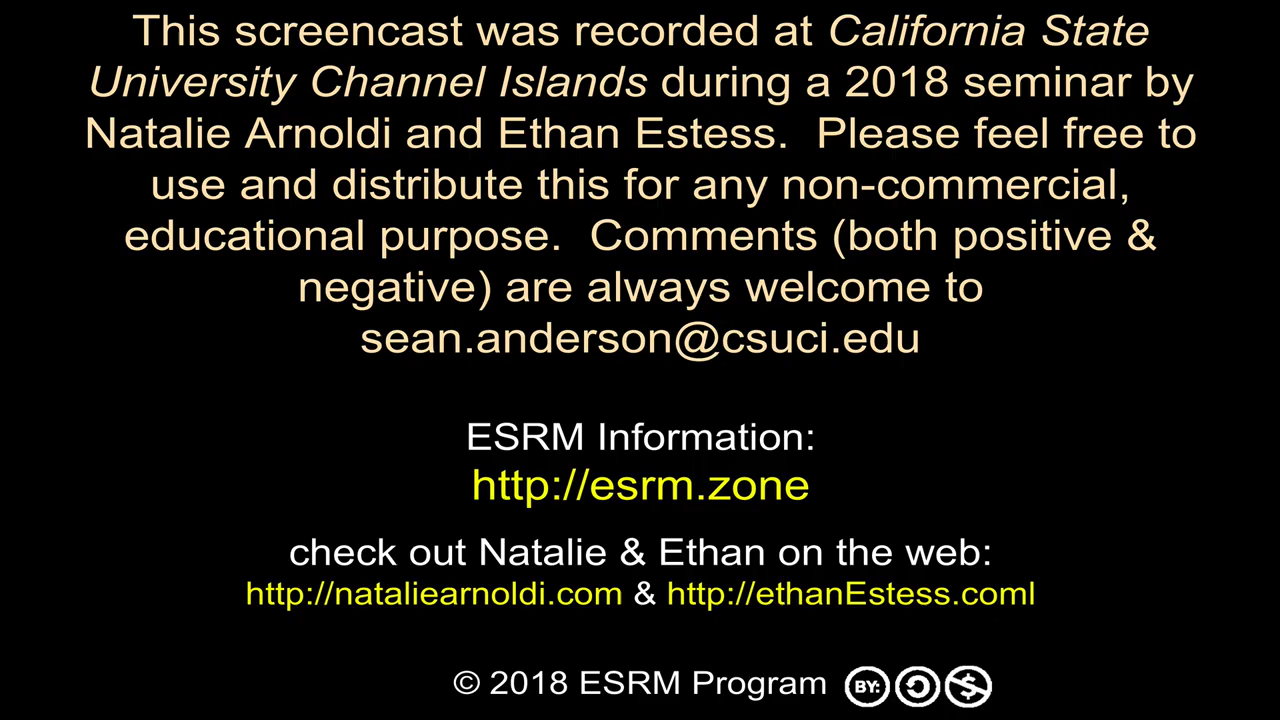 This screencast was recorded at California State
University Channel Islands during a 2018 seminar by
Natalie Arnoldi and Ethan Estess.  Please feel free to
use and distribute this for any non-commercial,
educational purpose.  Comments (both positive &
negative) are always welcome to
sean.anderson@csuci.edu
ESRM Information:
http://esrm.zone
check out Natalie & Ethan on the web:
http://nataliearnoldi.com & http://ethanEstess.coml
© 2018 ESRM Program BY: